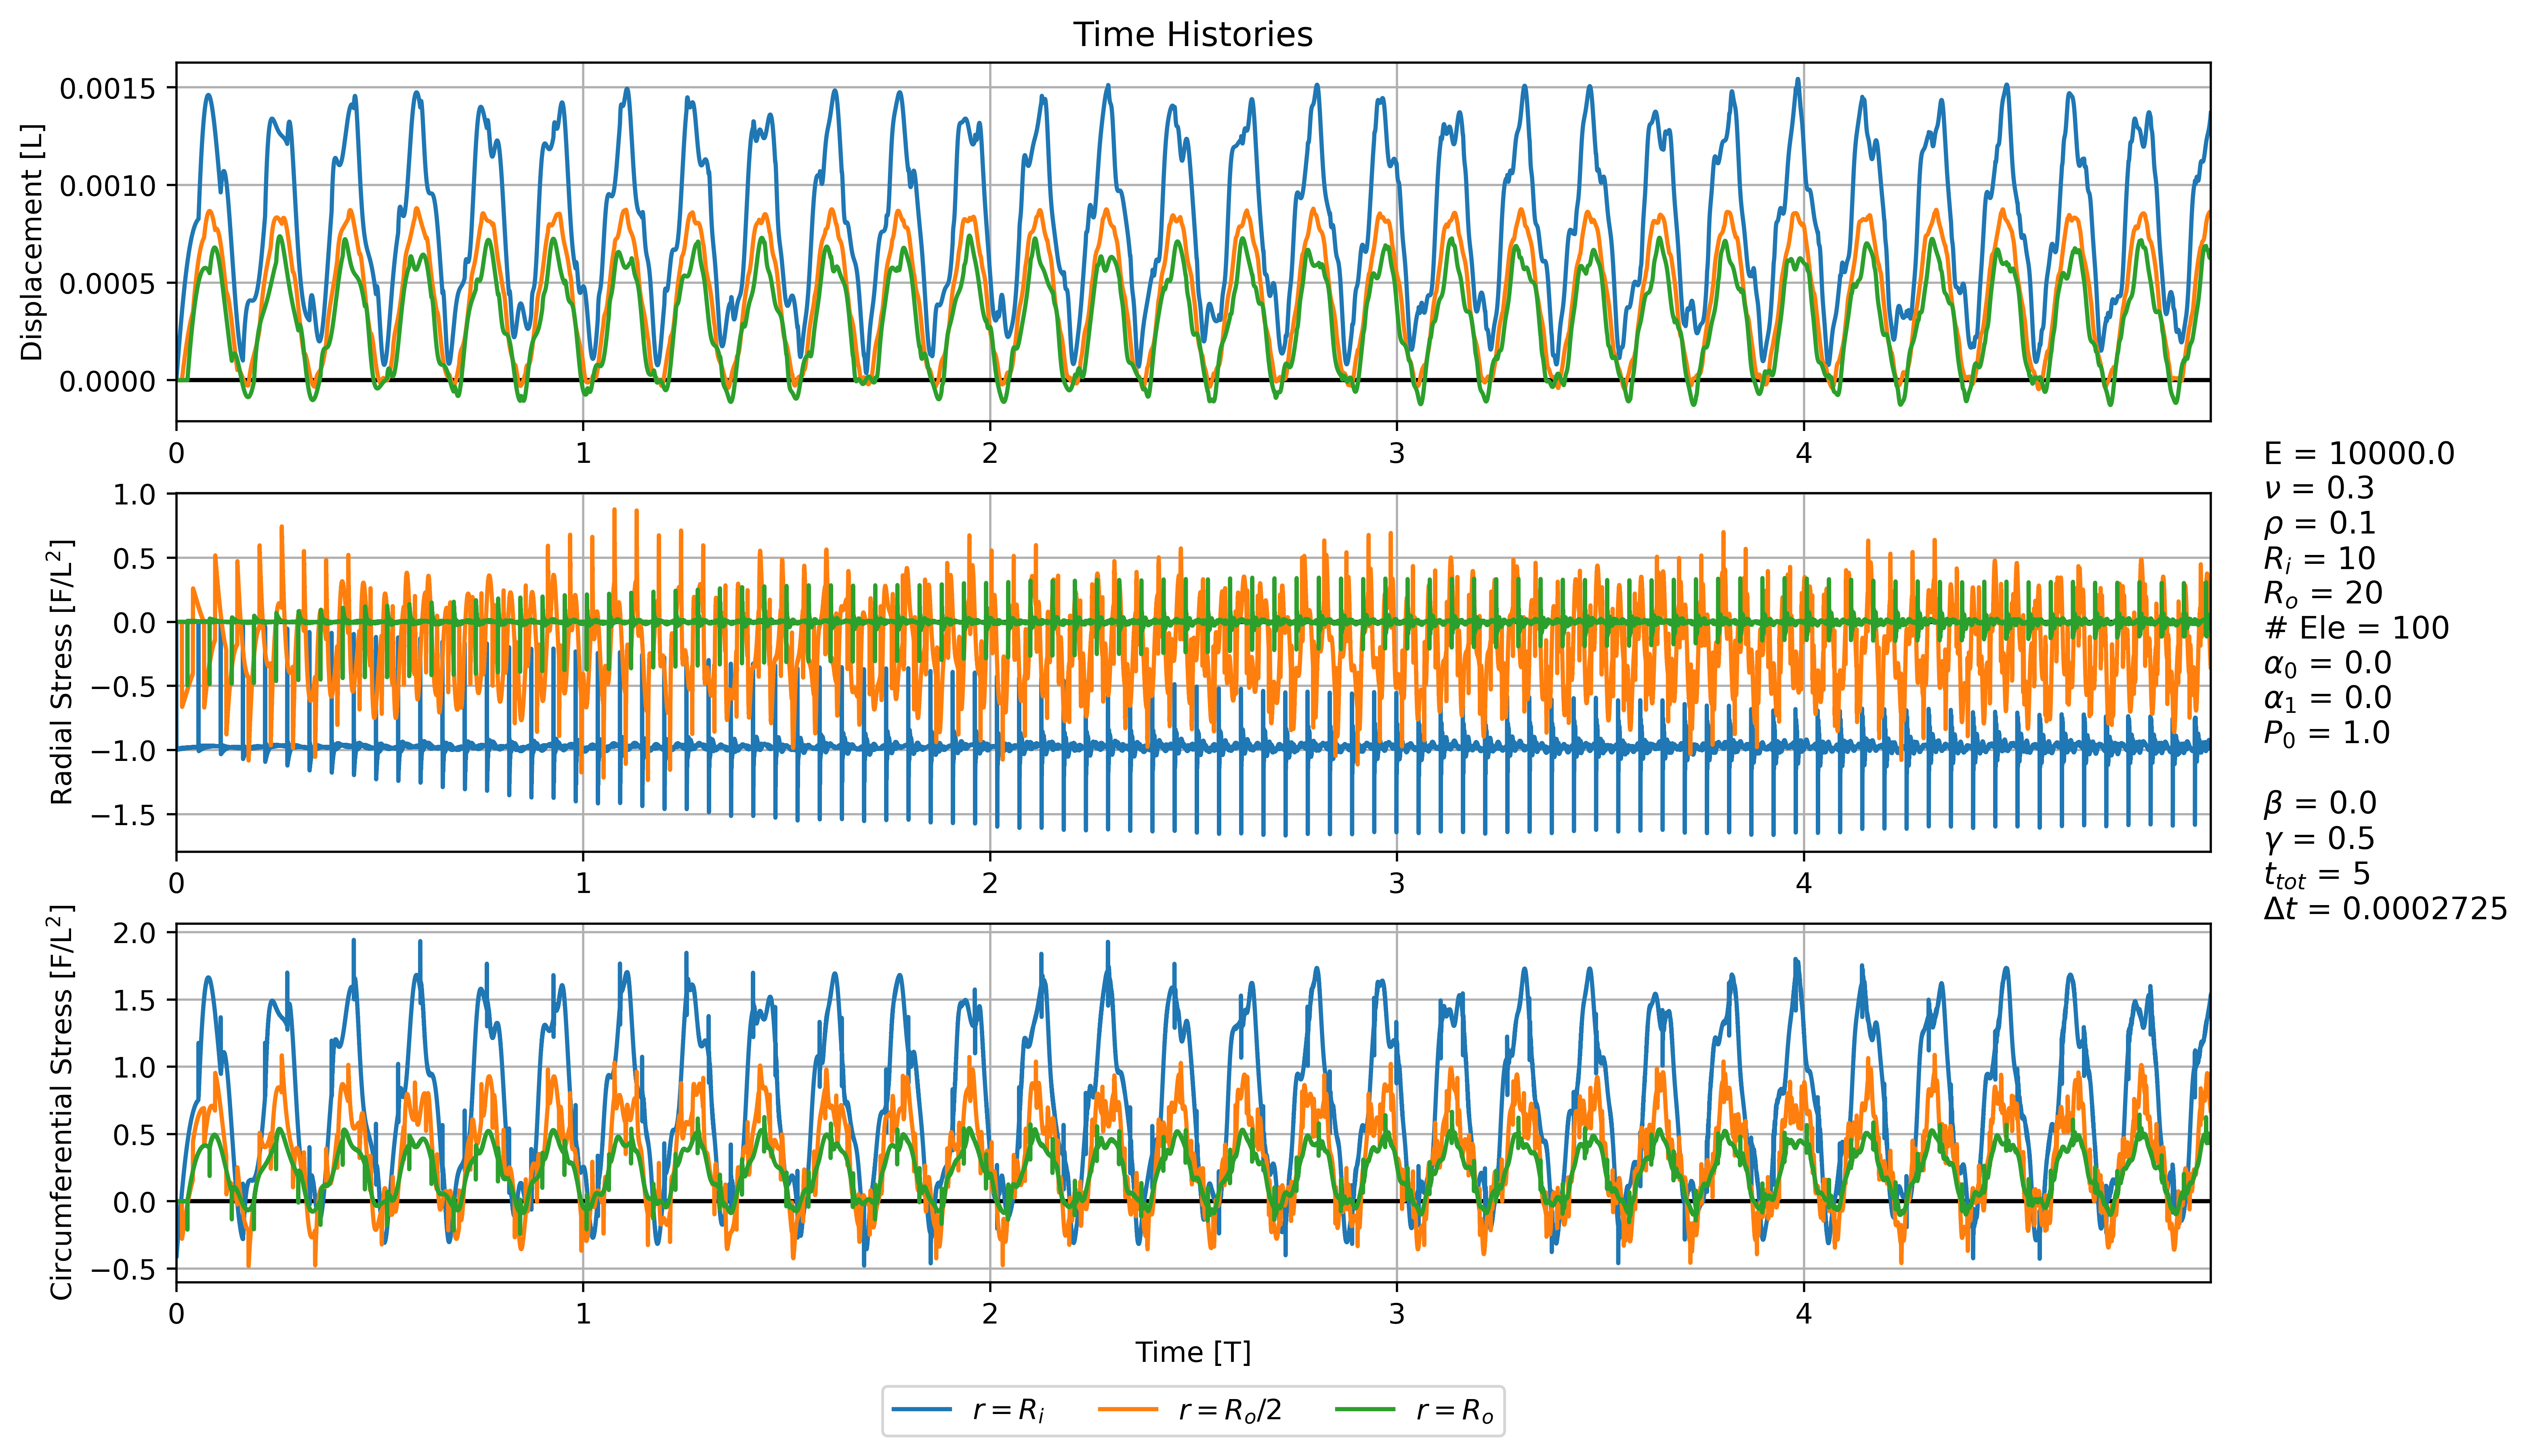 Time Histories
Displacement [L]
0.0015
0.0010
0.0005
0.0000
0 1 2 3 4
Radial Stress [F/L²]
1.0
0.5
0.0
−0.5
−1.0
−1.5
0 1 2 3 4
Circumferential Stress [F/L²]
2.0
1.5
1.0
0.5
0.0
−0.5
0 1 2 3 4
Time [T]
r = Rᵢ r = Rₒ/2 r = Rₒ
E = 10000.0
ν = 0.3
ρ = 0.1
Rᵢ = 10
Rₒ = 20
# Ele = 100
α₀ = 0.0
α₁ = 0.0
P₀ = 1.0
β = 0.0
γ = 0.5
tₜₒₜ = 5
Δt = 0.0002725